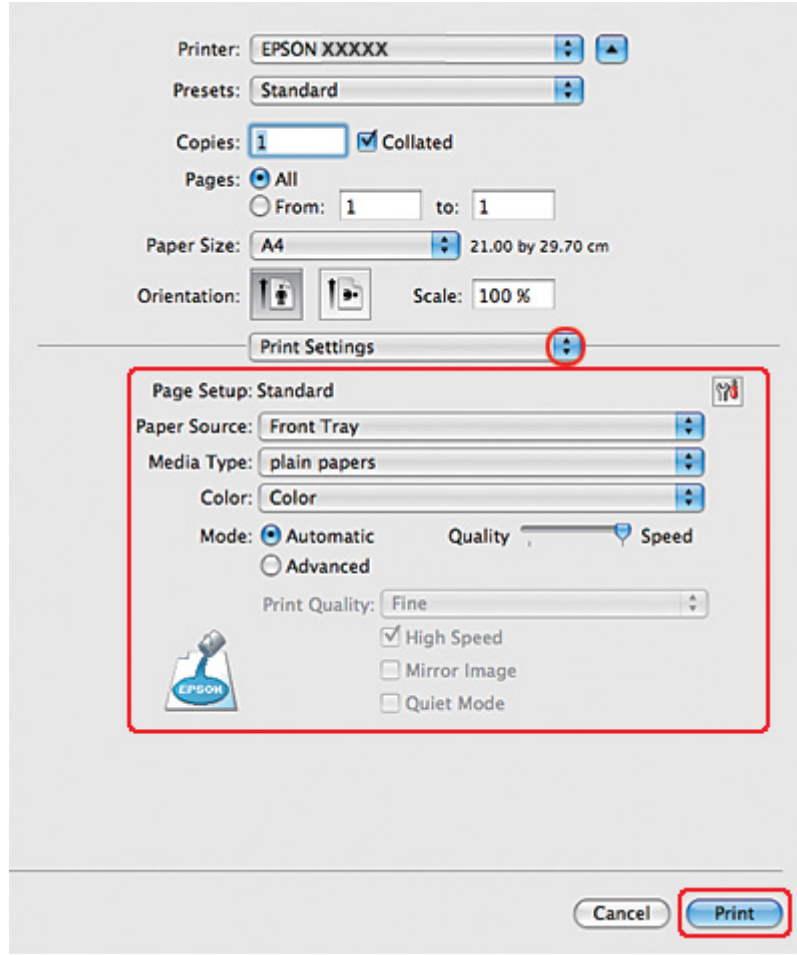 Printer: EPSON XXXXX
Presets: Standard
Copies: 1 Collated
Pages: All
From: 1 to: 1
Paper Size: A4 21.00 by 29.70 cm
Orientation: Scale: 100 %
Print Settings
Page Setup: Standard
Paper Source: Front Tray
Media Type: plain papers
Color: Color
Mode: Automatic Quality Speed
Advanced
Print Quality: Fine
High Speed
Mirror Image
EPSON Quiet Mode
Cancel Print